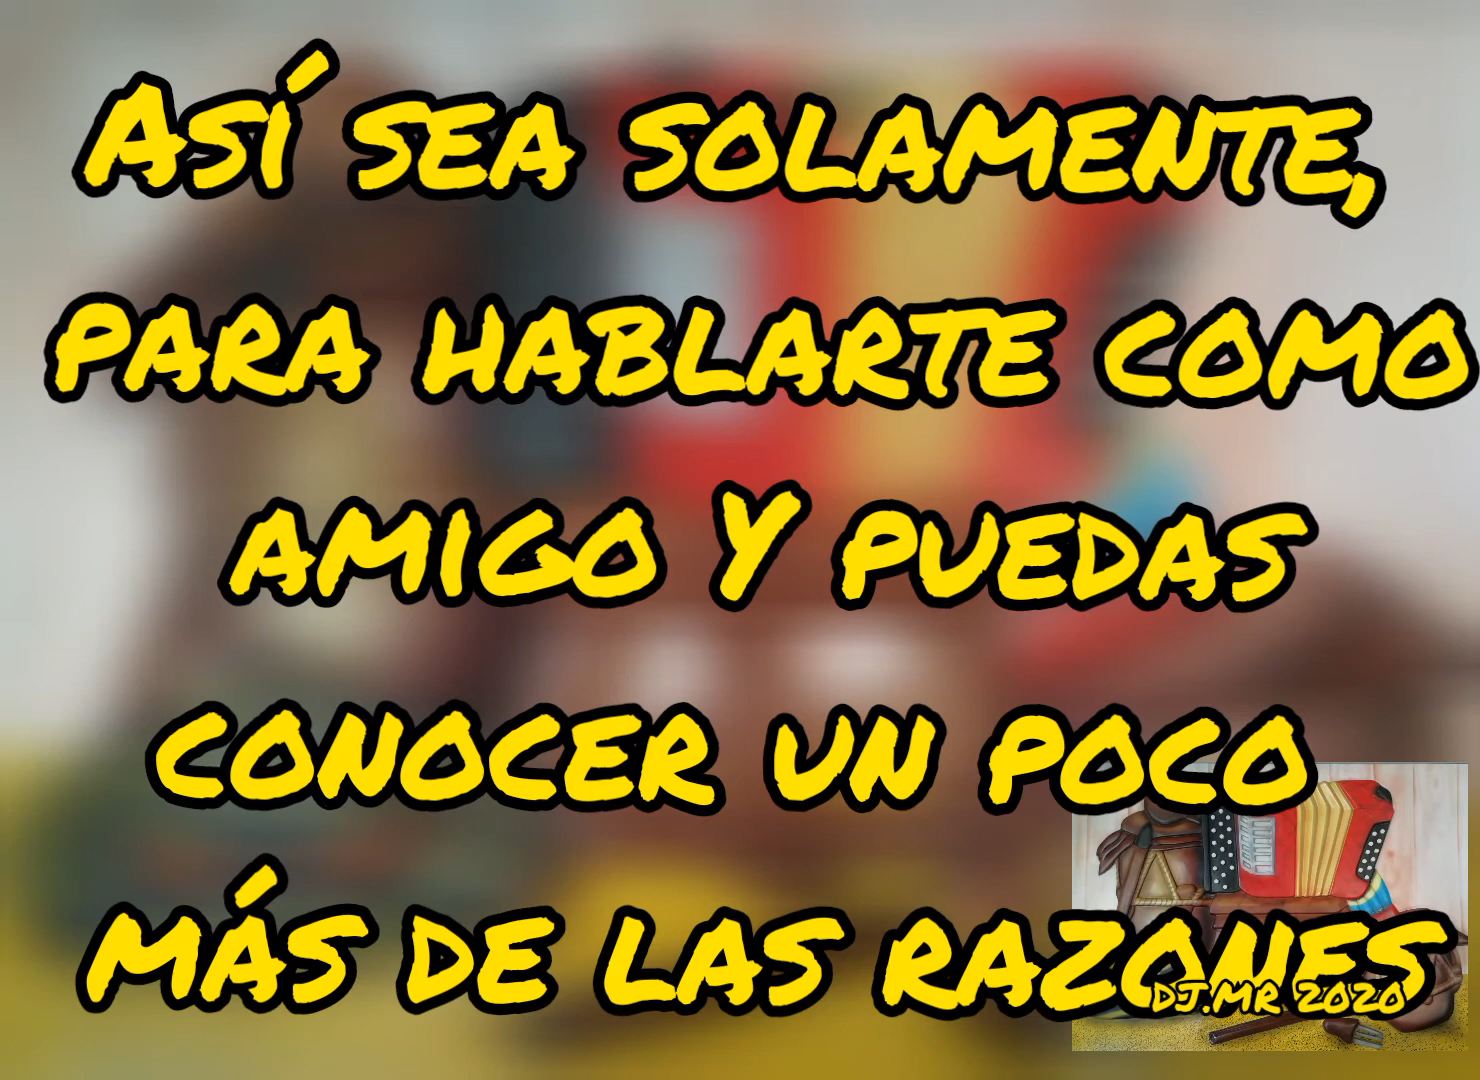 Así sea solamente,
para hablarte como
amigo Y puedas
conocer un poco
más de las razones
DJ.MR 2020